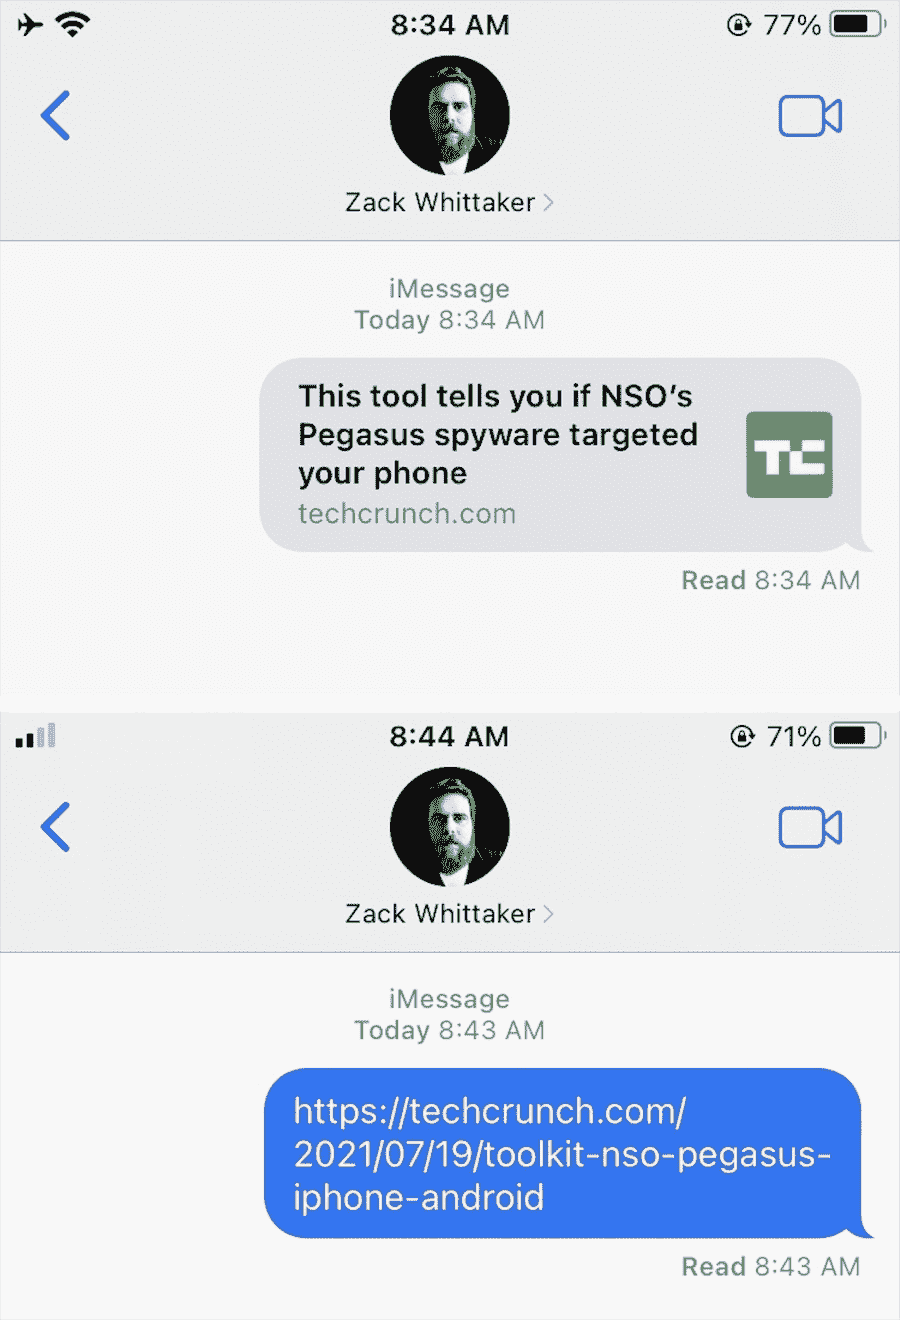 8:34 AM 77%
Zack Whittaker
iMessage
Today 8:34 AM
This tool tells you if NSO’s
Pegasus spyware targeted
your phone
TC
techcrunch.com
Read 8:34 AM
8:44 AM 71%
Zack Whittaker
iMessage
Today 8:43 AM
https://techcrunch.com/
2021/07/19/toolkit-nso-pegasus-
iphone-android
Read 8:43 AM